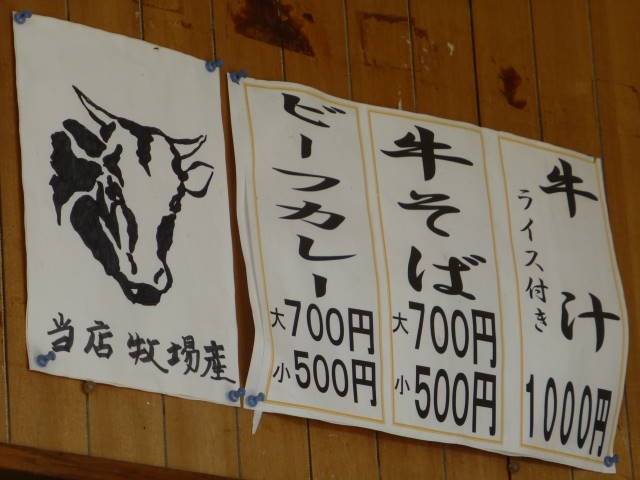 当店牧場産
ビーフカレー
大700円
小500円
牛そば
大700円
小500円
牛汁
ライス付き
1000円